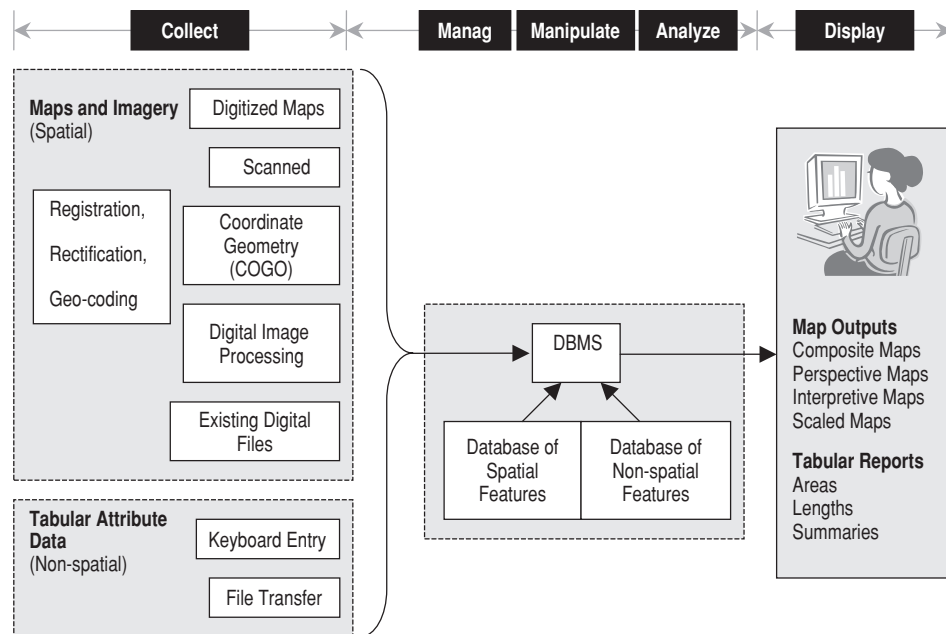 Collect
Manag
Manipulate
Analyze
Display
Maps and Imagery
(Spatial)
Digitized Maps
Scanned
Registration,
Rectification,
Geo-coding
Coordinate
Geometry
(COGO)
Digital Image
Processing
Existing Digital
Files
Tabular Attribute
Data
(Non-spatial)
Keyboard Entry
File Transfer
DBMS
Database of
Spatial
Features
Database of
Non-spatial
Features
Map Outputs
Composite Maps
Perspective Maps
Interpretive Maps
Scaled Maps
Tabular Reports
Areas
Lengths
Summaries